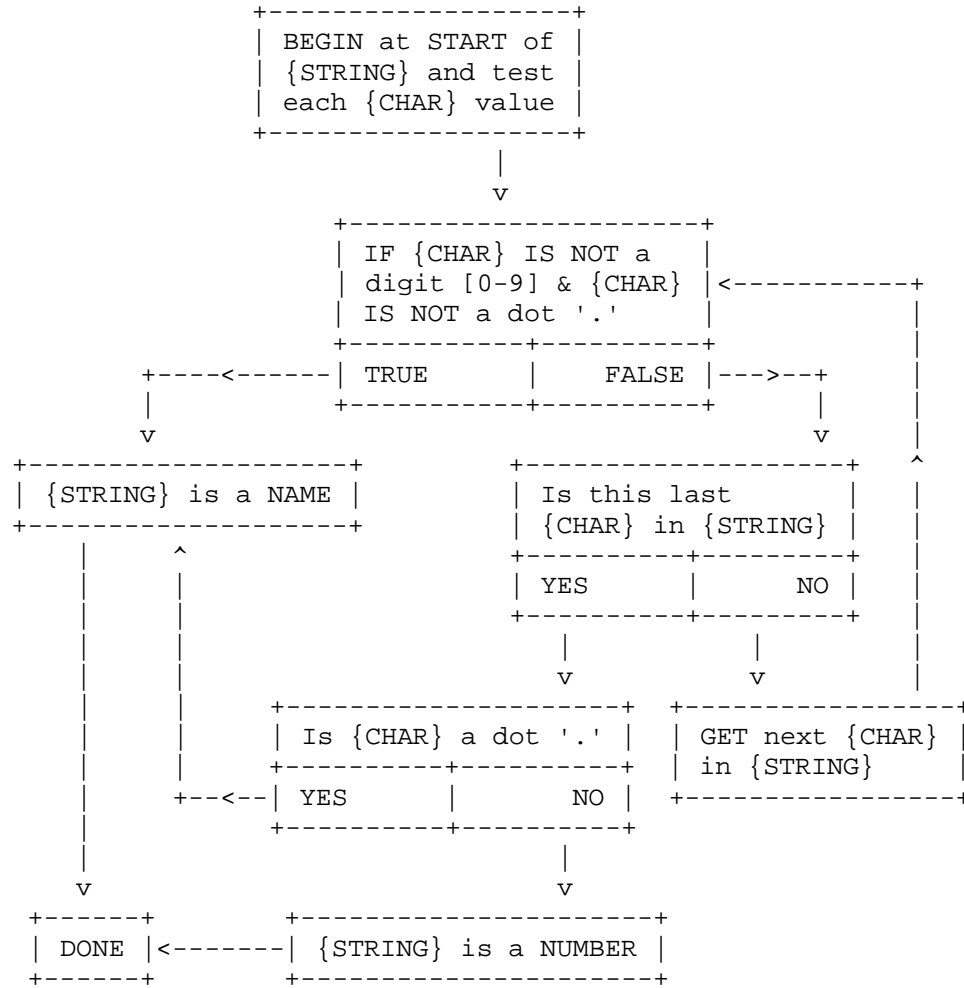 BEGIN at START of
{STRING} and test
each {CHAR} value
IF {CHAR} IS NOT a
digit [0-9] & {CHAR}
IS NOT a dot '.'
TRUE
FALSE
{STRING} is a NAME
Is this last
{CHAR} in {STRING}
YES
NO
Is {CHAR} a dot '.'
YES
NO
GET next {CHAR}
in {STRING}
DONE
{STRING} is a NUMBER